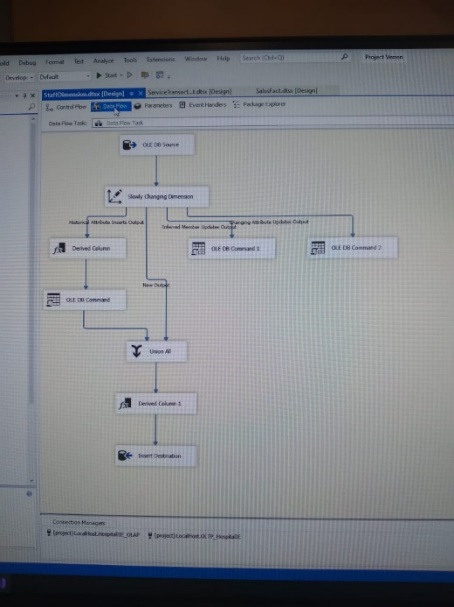 Debug Format Test Analyze Tools Extensions Window Help Search (Ctrl+Q) Project Simeon
Develop Default Start
StaffDimension.dtsx [Design] ServiceTransact...t.dtsx [Design] SalesFact.dtsx [Design]
Control Flow Data Flow Parameters Event Handlers Package Explorer
Data Flow Task: Data Flow Task
OLE DB Source
Slowly Changing Dimension
Historical Attribute Inserts Output
Changing Attribute Updates Output
Inferred Member Updates Output
Derived Column
OLE DB Command 1
OLE DB Command 2
New Output
OLE DB Command
Union All
Derived Column 1
Insert Destination
Connection Managers